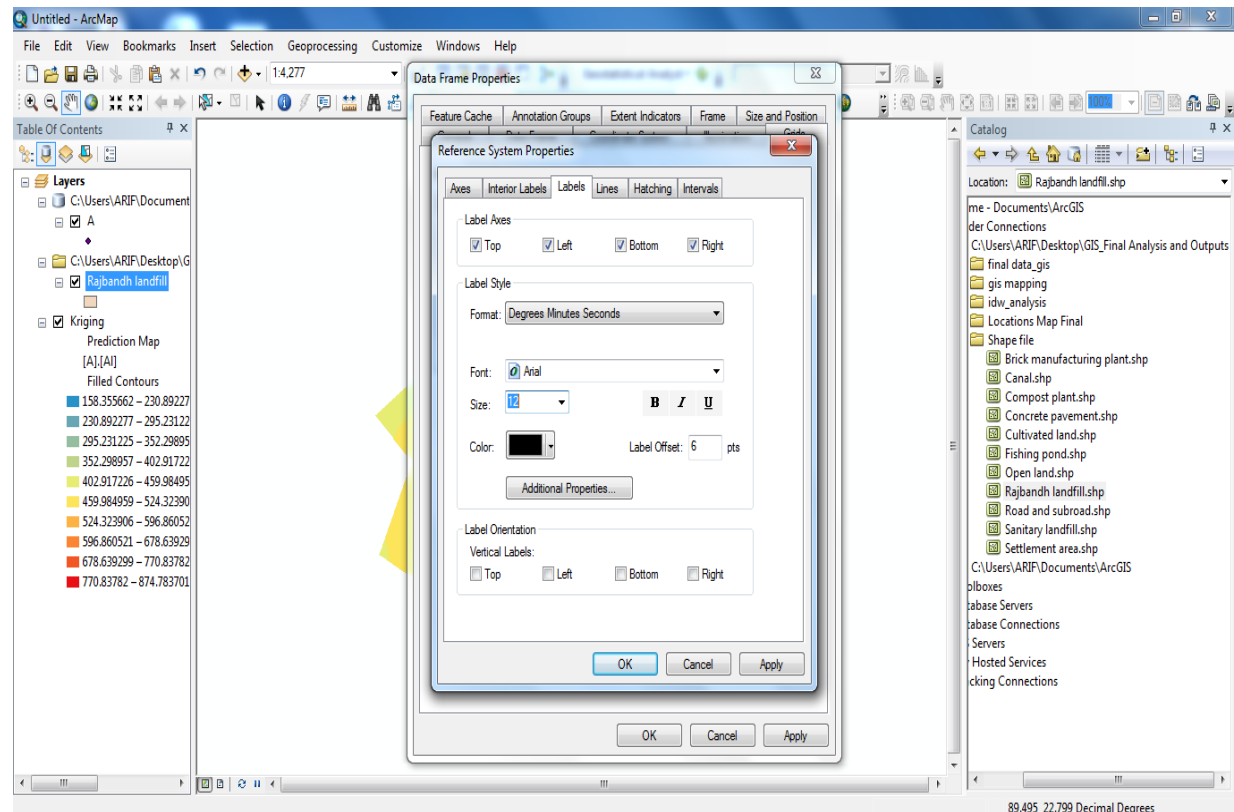 Untitled - ArcMap
File Edit View Bookmarks Insert Selection Geoprocessing Customize Windows Help
1:4,277
100%
Table Of Contents
Layers
C:\Users\ARIF\Document
A
C:\Users\ARIF\Desktop\G
Rajbandh landfill
Kriging
Prediction Map
[A].[Al]
Filled Contours
158.355662 – 230.89227
230.892277 – 295.23122
295.231225 – 352.29895
352.298957 – 402.91722
402.917226 – 459.98495
459.984959 – 524.32390
524.323906 – 596.86052
596.860521 – 678.63929
678.639299 – 770.83782
770.83782 – 874.783701
Data Frame Properties
Feature Cache Annotation Groups Extent Indicators Frame Size and Position
Grids
Reference System Properties
Axes Interior Labels Labels Lines Hatching Intervals
Label Axes
Top Left Bottom Right
Label Style
Format: Degrees Minutes Seconds
Font: Arial
Size: 12 B I U
Color: Label Offset: 6 pts
Additional Properties...
Label Orientation
Vertical Labels:
Top Left Bottom Right
OK Cancel Apply
OK Cancel Apply
Catalog
Location: Rajbandh landfill.shp
me - Documents\ArcGIS
der Connections
C:\Users\ARIF\Desktop\GIS_Final Analysis and Outputs
final data_gis
gis mapping
idw_analysis
Locations Map Final
Shape file
Brick manufacturing plant.shp
Canal.shp
Compost plant.shp
Concrete pavement.shp
Cultivated land.shp
Fishing pond.shp
Open land.shp
Rajbandh landfill.shp
Road and subroad.shp
Sanitary landfill.shp
Settlement area.shp
C:\Users\ARIF\Documents\ArcGIS
olboxes
tabase Servers
tabase Connections
Servers
Hosted Services
cking Connections
89.495 22.799 Decimal Degrees